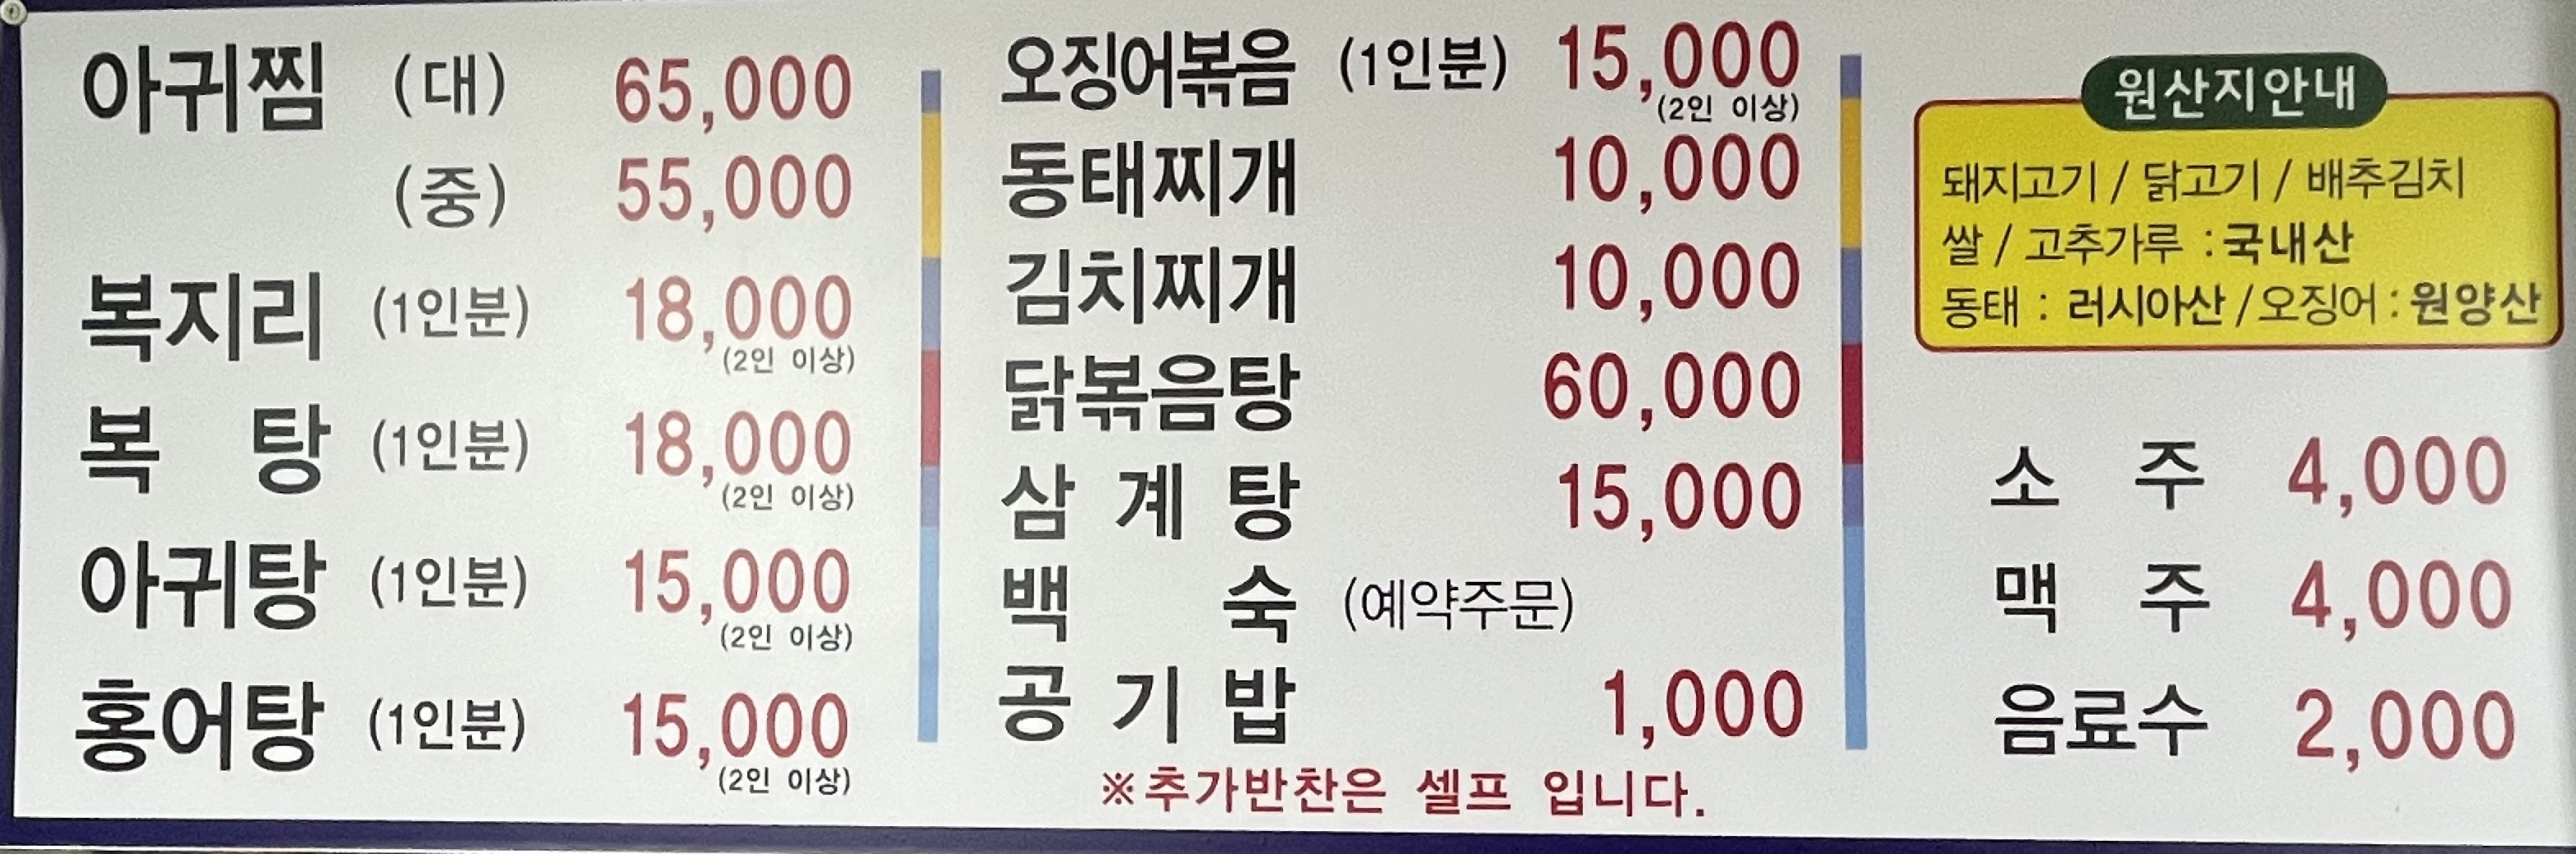 아귀찜 (대) 65,000
(중) 55,000
복지리 (1인분) 18,000
(2인 이상)
복 탕 (1인분) 18,000
(2인 이상)
아귀탕 (1인분) 15,000
(2인 이상)
홍어탕 (1인분) 15,000
(2인 이상)
오징어볶음 (1인분) 15,000
(2인 이상)
동태찌개 10,000
김치찌개 10,000
닭볶음탕 60,000
삼 계 탕 15,000
백 숙 (예약주문)
공 기 밥 1,000
※추가반찬은 셀프 입니다.
원산지안내
돼지고기 / 닭고기 / 배추김치
쌀 / 고추가루 : 국내산
동태 : 러시아산 / 오징어 : 원양산
소 주 4,000
맥 주 4,000
음료수 2,000